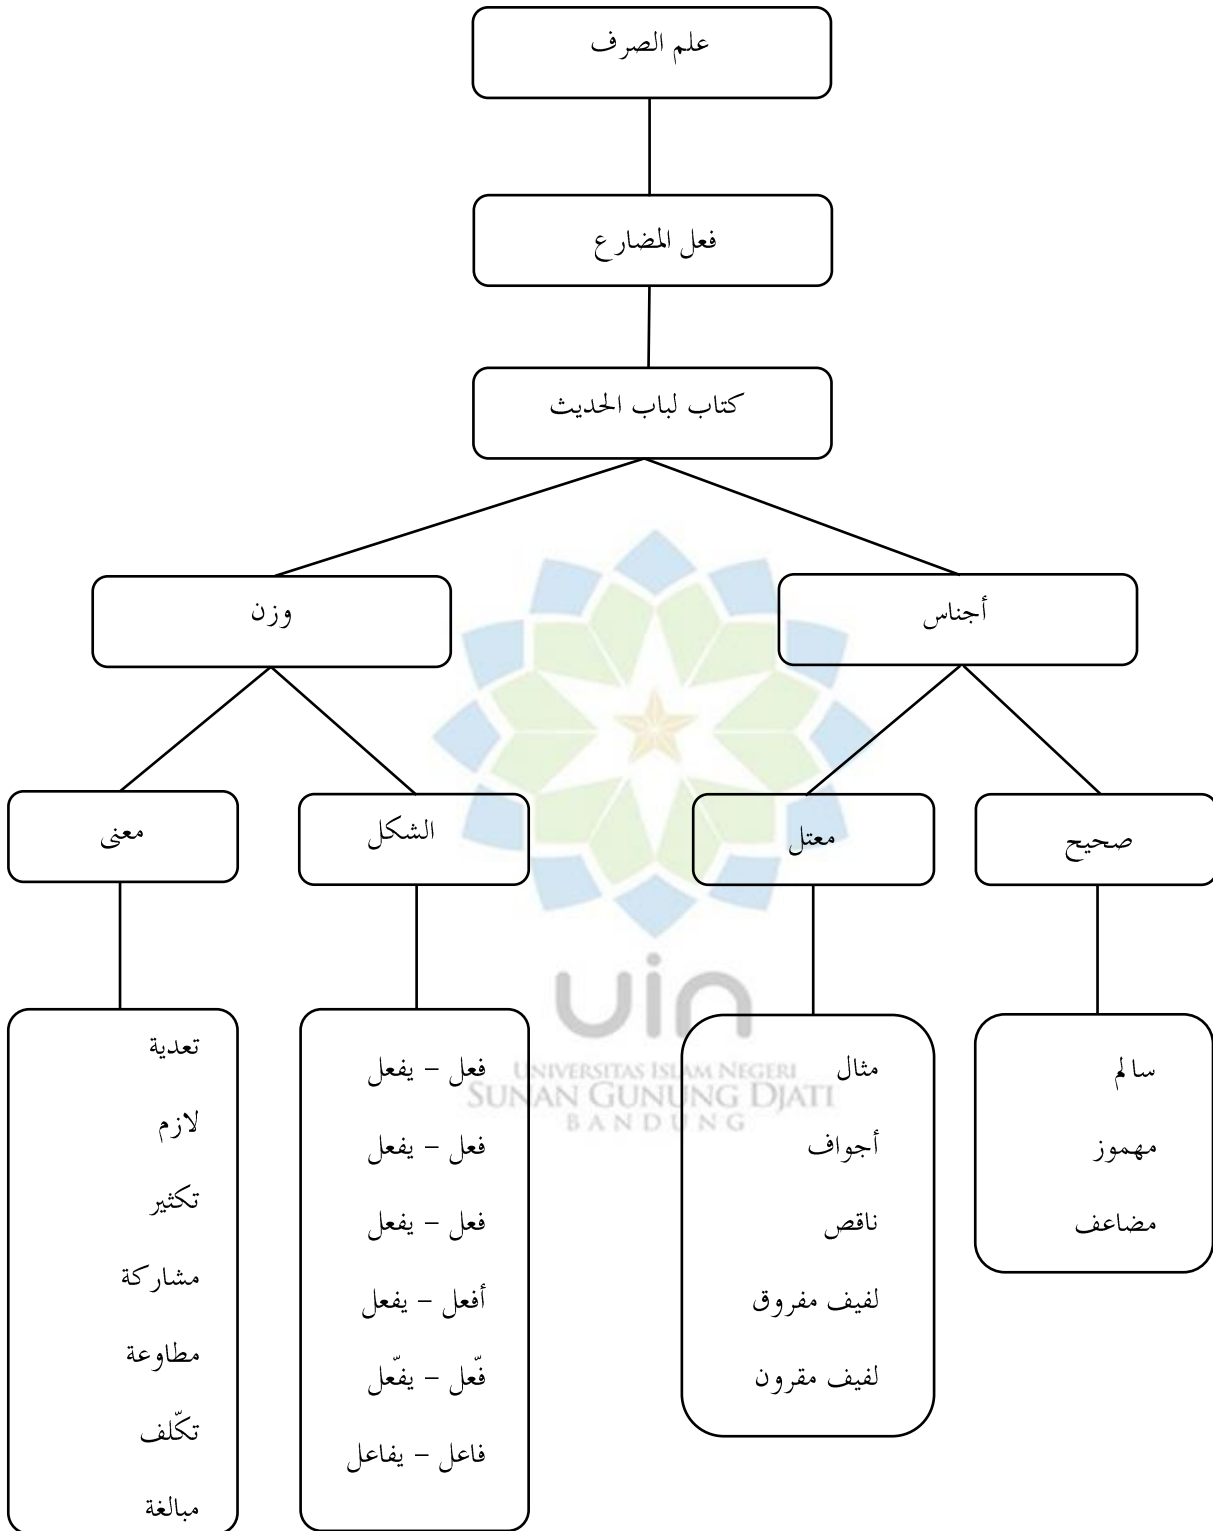 علم الصرف
فعل المضارع
كتاب لباب الحديث
أجناس
وزن
صحيح
معتل
الشكل
معنى
سالم
مهموز
مضاعف
مثال
أجواف
ناقص
لفيف مفروق
لفيف مقرون
فعل – يفعل
فعل – يفعل
فعل – يفعل
أفعل – يفعل
فّعل – يفّعل
فاعل – يفاعل
تعدية
لازم
تكثير
مشاركة
مطاوعة
تكّلف
مبالغة
uin
UNIVERSITAS ISLAM NEGERI
SUNAN GUNUNG DJATI
BANDUNG